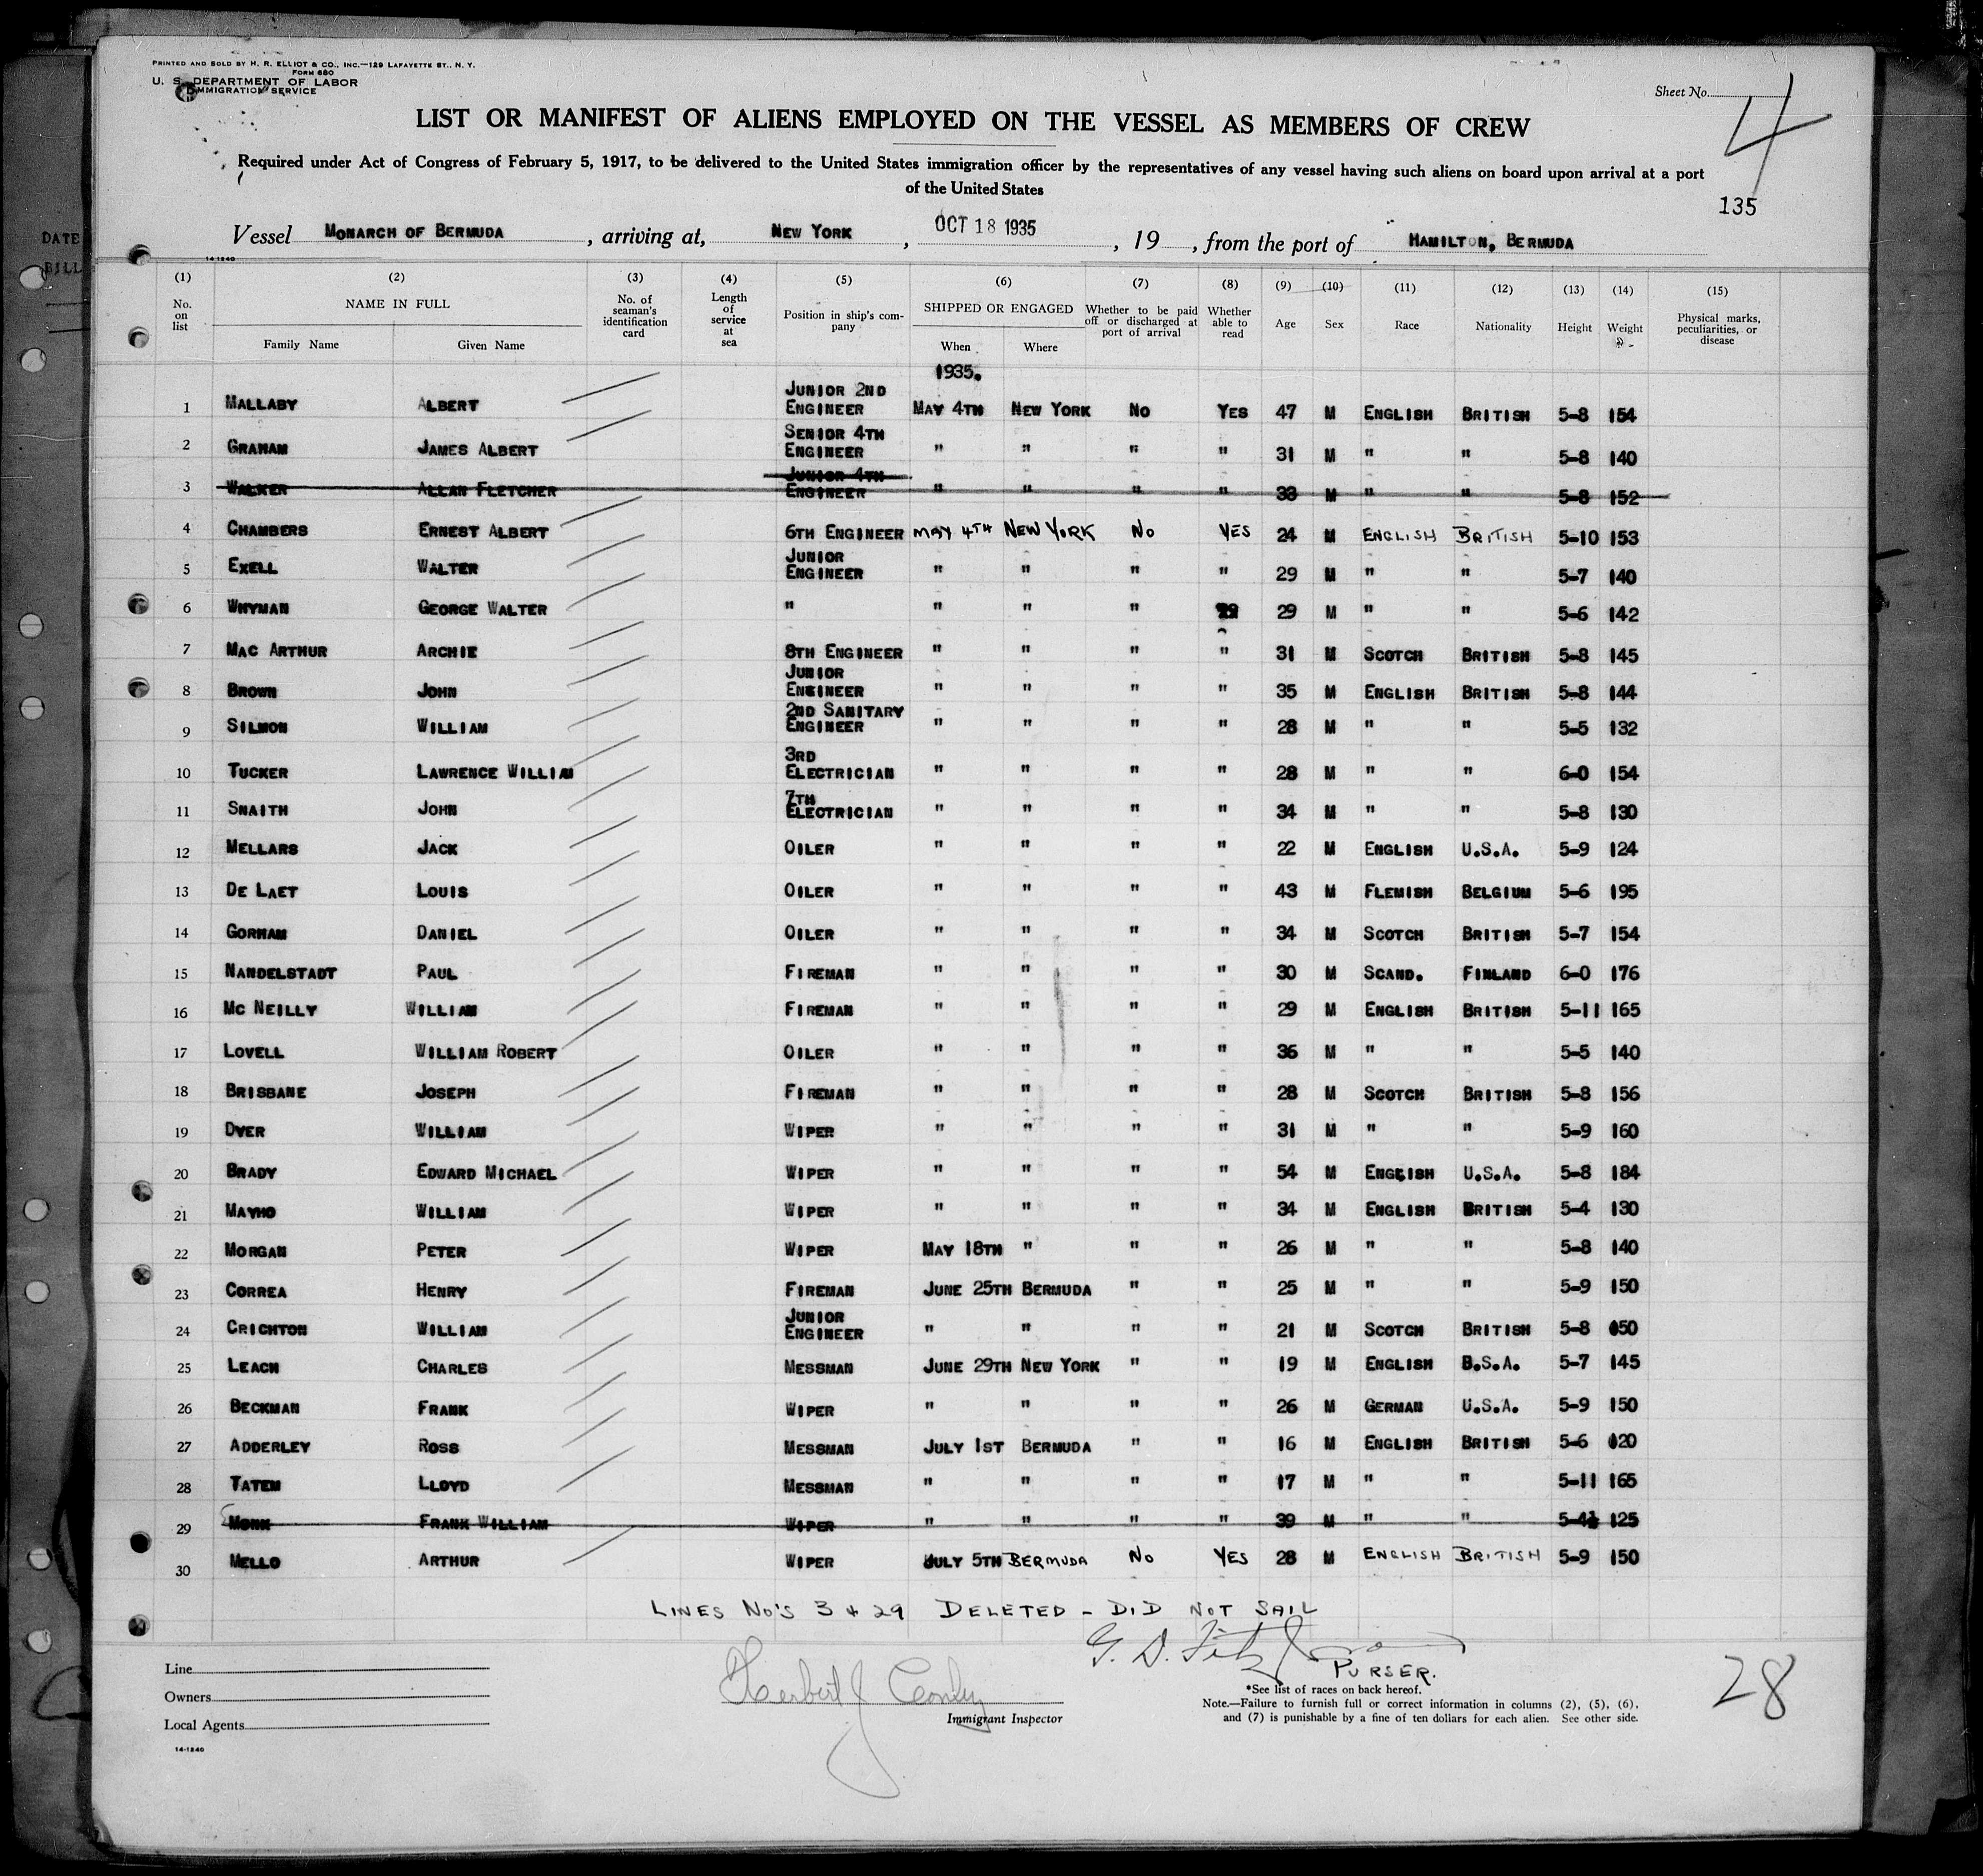 PRINTED AND SOLD BY H. R. ELLIOT & CO., INC.—129 LAFAYETTE ST., N. Y.
FORM 680
U. S. DEPARTMENT OF LABOR
IMMIGRATION SERVICE
Sheet No.
4
LIST OR MANIFEST OF ALIENS EMPLOYED ON THE VESSEL AS MEMBERS OF CREW
Required under Act of Congress of February 5, 1917, to be delivered to the United States immigration officer by the representatives of any vessel having such aliens on board upon arrival at a port
of the United States
135
DATE
BILL
Vessel MONARCH OF BERMUDA, arriving at, NEW YORK, OCT 18 1935, 19, from the port of HAMILTON, BERMUDA
14-1240
(1) (2) (3) (4) (5) (6) (7) (8) (9) (10) (11) (12) (13) (14) (15)
No. on list NAME IN FULL Family Name Given Name No. of seaman's identification card Length of service at sea Position in ship's company SHIPPED OR ENGAGED When Where Whether to be paid off or discharged at port of arrival Whether able to read Age Sex Race Nationality Height Weight Physical marks, peculiarities, or disease
1935.
1 MALLABY ALBERT JUNIOR 2ND ENGINEER MAY 4TH NEW YORK NO YES 47 M ENGLISH BRITISH 5-8 154
2 GRAHAM JAMES ALBERT SENIOR 4TH ENGINEER " " " " 31 M " " 5-8 140
3 WALKER ALLAN FLETCHER JUNIOR 4TH ENGINEER " " " " 33 M " " 5-8 152
4 CHAMBERS ERNEST ALBERT 6TH ENGINEER MAY 4TH NEW YORK NO YES 24 M ENGLISH BRITISH 5-10 153
5 EXELL WALTER JUNIOR ENGINEER " " " " 29 M " " 5-7 140
6 WHYMAN GEORGE WALTER " " " " 29 M " " 5-6 142
7 MAC ARTHUR ARCHIE 8TH ENGINEER " " " " 31 M SCOTCH BRITISH 5-8 145
8 BROWN JOHN JUNIOR ENGINEER " " " " 35 M ENGLISH BRITISH 5-8 144
9 SILMON WILLIAM 2ND SANITARY ENGINEER " " " " 28 M " " 5-5 132
10 TUCKER LAWRENCE WILLIAM 3RD ELECTRICIAN " " " " 28 M " " 6-0 154
11 SNAITH JOHN 7TH ELECTRICIAN " " " " 34 M " " 5-8 130
12 MELLARS JACK OILER " " " " 22 M ENGLISH U.S.A. 5-9 124
13 DE LAET LOUIS OILER " " " " 43 M FLEMISH BELGIUM 5-6 195
14 GORHAM DANIEL OILER " " " " 34 M SCOTCH BRITISH 5-7 154
15 NANDELSTADT PAUL FIREMAN " " " " 30 M SCAND. FINLAND 6-0 176
16 MC NEILLY WILLIAM FIREMAN " " " " 29 M ENGLISH BRITISH 5-11 165
17 LOVELL WILLIAM ROBERT OILER " " " " 36 M " " 5-5 140
18 BRISBANE JOSEPH FIREMAN " " " " 28 M SCOTCH BRITISH 5-8 156
19 DYER WILLIAM WIPER " " " " 31 M " " 5-9 160
20 BRADY EDWARD MICHAEL WIPER " " " " 54 M ENGLISH U.S.A. 5-8 184
21 MAYHO WILLIAM WIPER " " " " 34 M ENGLISH BRITISH 5-4 130
22 MORGAN PETER WIPER MAY 18TH " " " 26 M " " 5-8 140
23 CORREA HENRY FIREMAN JUNE 25TH BERMUDA " " 25 M " " 5-9 150
24 CRICHTON WILLIAM JUNIOR ENGINEER " " " " 21 M SCOTCH BRITISH 5-8 150
25 LEACH CHARLES MESSMAN JUNE 29TH NEW YORK " " 19 M ENGLISH U.S.A. 5-7 145
26 BECKMAN FRANK WIPER " " " " 26 M GERMAN U.S.A. 5-9 150
27 ADDERLEY ROSS MESSMAN JULY 1ST BERMUDA " " 16 M ENGLISH BRITISH 5-6 120
28 TATEM LLOYD MESSMAN " " " " 17 M " " 5-11 165
29 MONK FRANK WILLIAM WIPER " " " " 39 M " " 5-4½ 125
30 MELLO ARTHUR WIPER JULY 5TH BERMUDA NO YES 28 M ENGLISH BRITISH 5-9 150
LINES NO'S 3 & 29 DELETED - DID NOT SAIL
G. D.
PURSER.
Line
Owners
Local Agents
14-1240
Herbert J
Immigrant Inspector
*See list of races on back hereof.
Note.—Failure to furnish full or correct information in columns (2), (5), (6), and (7) is punishable by a fine of ten dollars for each alien. See other side.
28